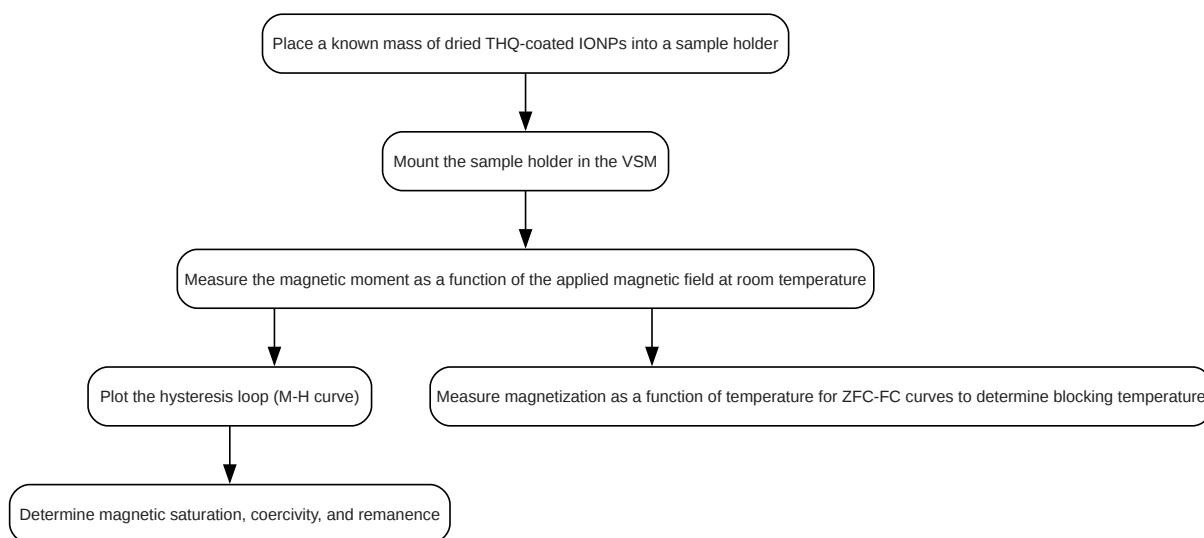 Place a known mass of dried THQ-coated IONPs into a sample holder
Mount the sample holder in the VSM
Measure the magnetic moment as a function of the applied magnetic field at room temperature
Plot the hysteresis loop (M-H curve)
Measure magnetization as a function of temperature for ZFC-FC curves to determine blocking temperature
Determine magnetic saturation, coercivity, and remanence